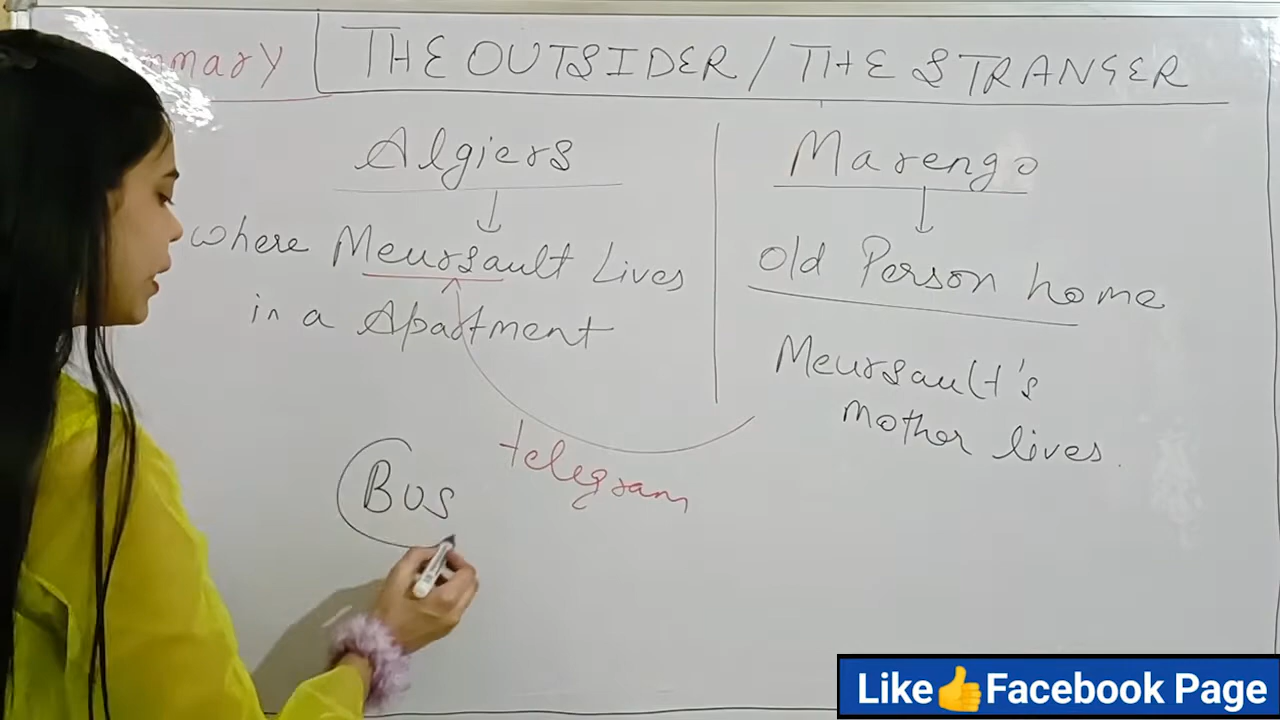 mmary
THE OUTSIDER / THE STRANGER
Algiers
where Meursault Lives
in a Apartment
Marengo
old Person home
Meursault's
mother lives.
telegram
Bus
Like👍Facebook Page